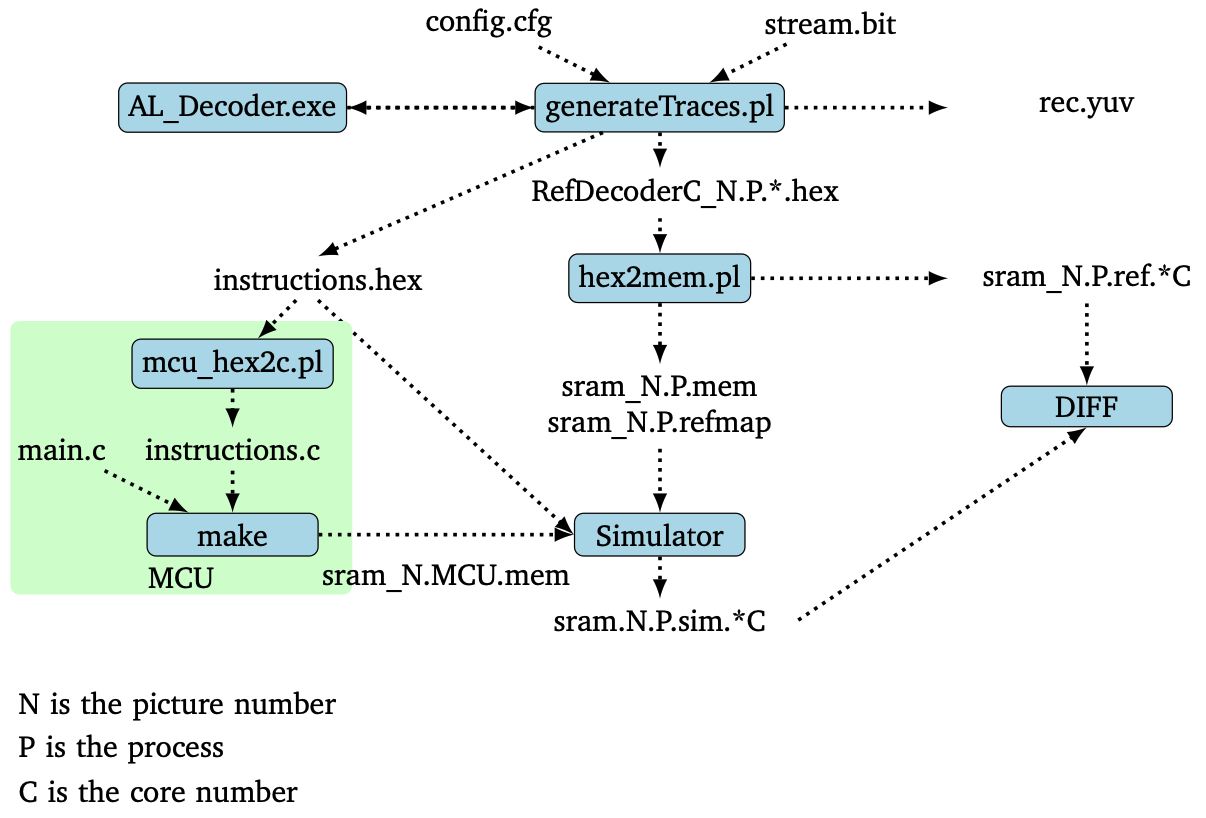 config.cfg
stream.bit
AL_Decoder.exe
generateTraces.pl
rec.yuv
RefDecoderC_N.P.*.hex
instructions.hex
hex2mem.pl
sram_N.P.ref.*C
mcu_hex2c.pl
sram_N.P.mem
sram_N.P.refmap
DIFF
main.c
instructions.c
make
Simulator
MCU
sram_N.MCU.mem
sram.N.P.sim.*C
N is the picture number
P is the process
C is the core number